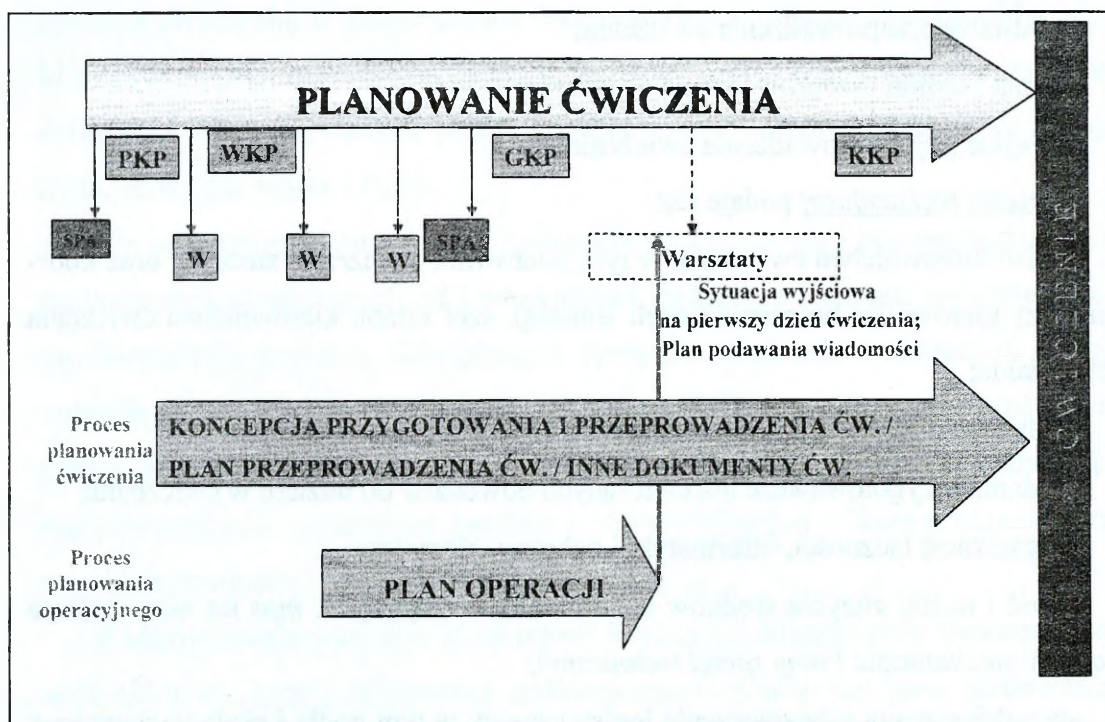 PLANOWANIE ĆWICZENIA
PKP
WKP
GKP
KKP
SPA
W
W
W
SPA
Warsztaty
Sytuacja wyjściowa
na pierwszy dzień ćwiczenia;
Plan podawania wiadomości
Proces
planowania
ćwiczenia
KONCEPCJA PRZYGOTOWANIA I PRZEPROWADZENIA ĆW. /
PLAN PRZEPROWADZENIA ĆW. / INNE DOKUMENTY ĆW.
Proces
planowania
operacyjnego
PLAN OPERACJI
ĆWICZENIE